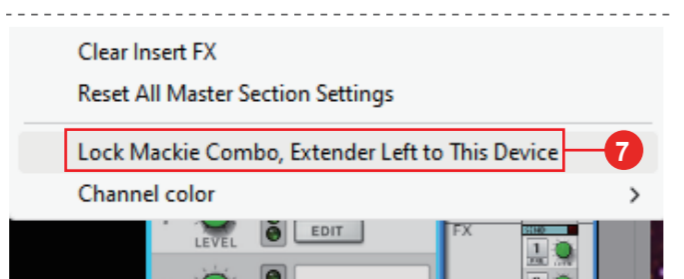 Clear Insert FX
Reset All Master Section Settings
Lock Mackie Combo, Extender Left to This Device
7
Channel color
LEVEL
EDIT
FX
1